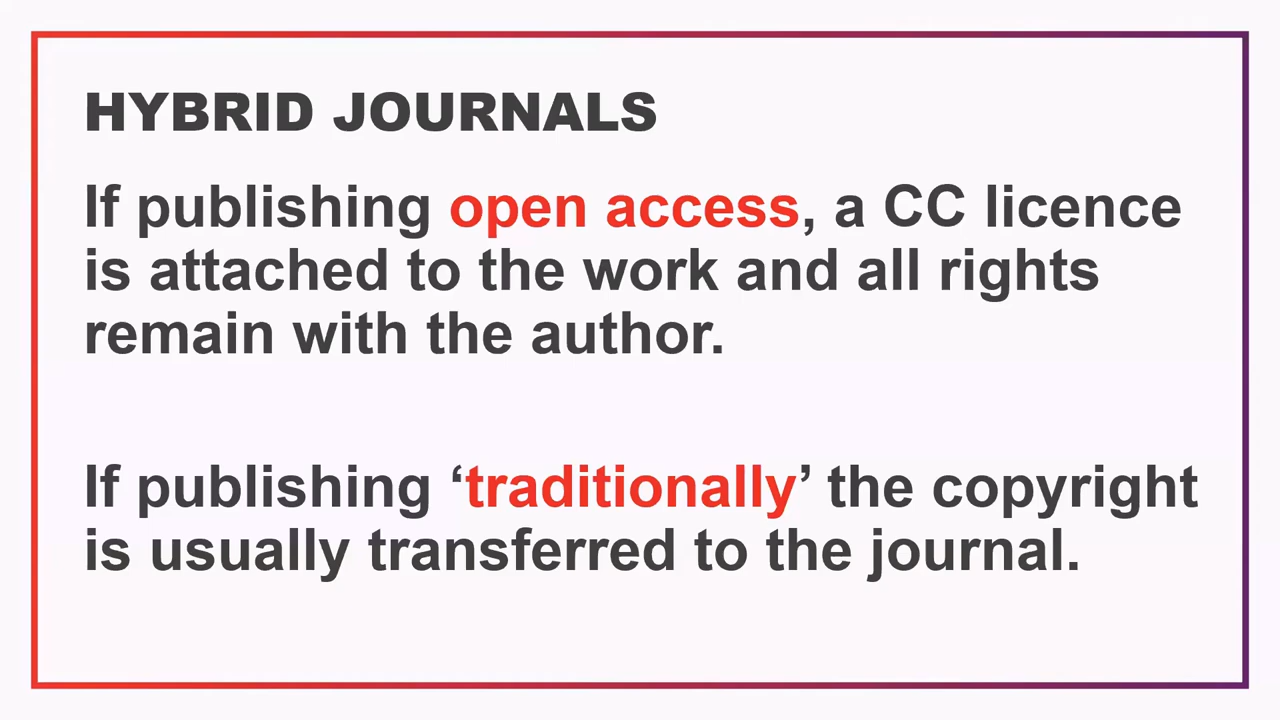 HYBRID JOURNALS
If publishing open access, a CC licence
is attached to the work and all rights
remain with the author.
If publishing ‘traditionally’ the copyright
is usually transferred to the journal.